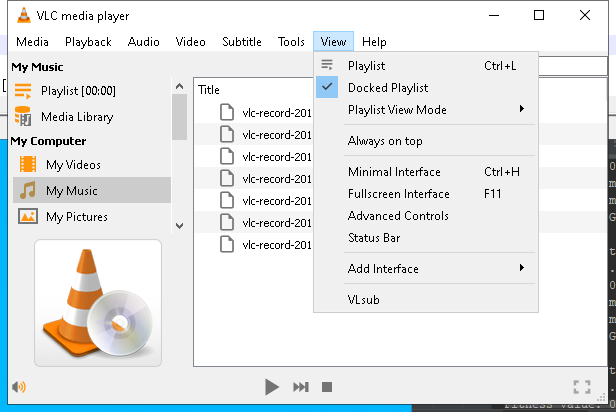 VLC media player
Media Playback Audio Video Subtitle Tools View Help
My Music
Playlist [00:00]
Media Library
My Computer
My Videos
My Music
My Pictures
Title
vlc-record-201
vlc-record-201
vlc-record-201
vlc-record-201
vlc-record-201
vlc-record-201
vlc-record-201
Playlist Ctrl+L
Docked Playlist
Playlist View Mode
Always on top
Minimal Interface Ctrl+H
Fullscreen Interface F11
Advanced Controls
Status Bar
Add Interface
VLsub